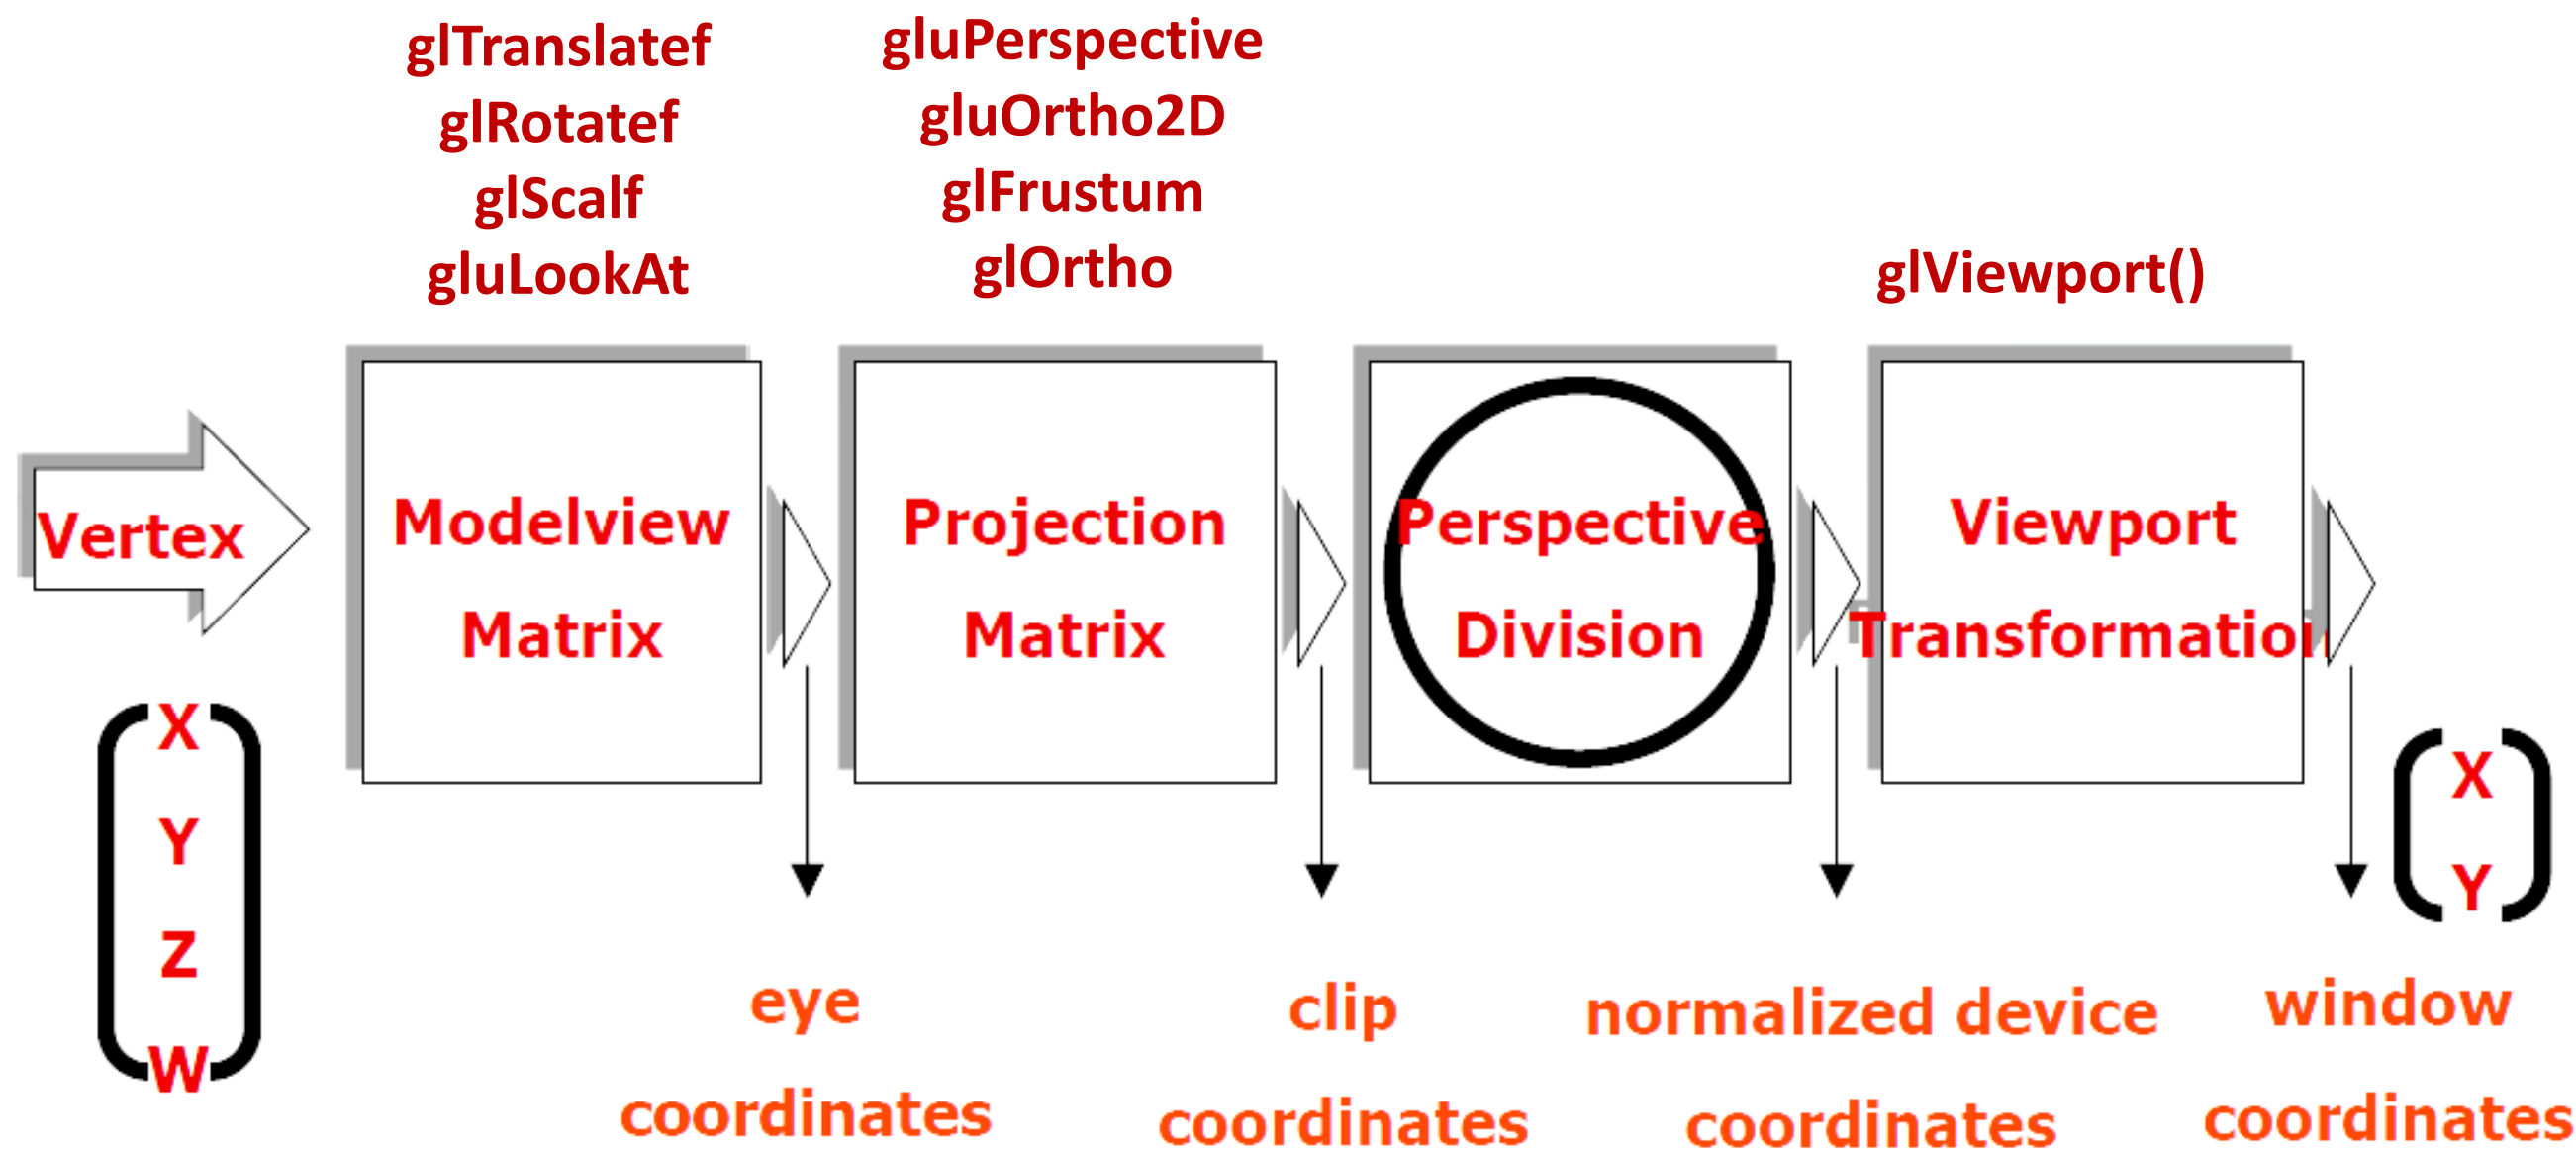 glTranslatef
glRotatef
glScalf
gluLookAt
gluPerspective
gluOrtho2D
glFrustum
glOrtho
glViewport()
Vertex
Modelview
Matrix
Projection
Matrix
Perspective
Division
Viewport
Transformation
X
Y
Z
W
X
Y
eye
coordinates
clip
coordinates
normalized device
coordinates
window
coordinates